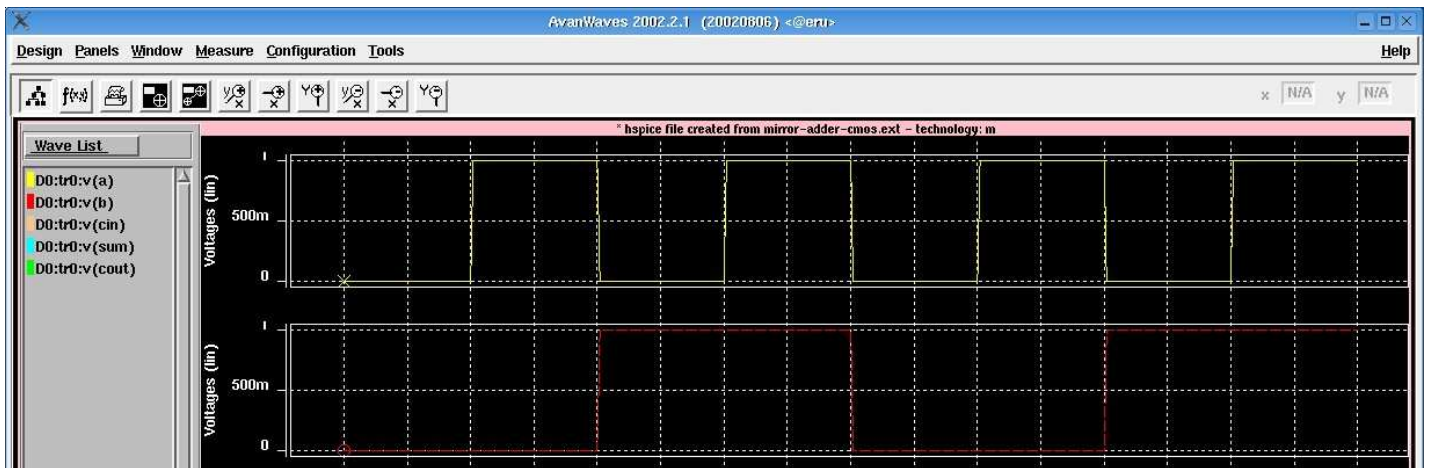 AvanWaves 2002.2.1 (20020806) <@eru>
Design Panels Window Measure Configuration Tools Help
f(x) y x x Y y x x Y x N/A y N/A
* hspice file created from mirror-adder-cmos.ext - technology: m
Wave List
D0:tr0:v(a)
D0:tr0:v(b)
D0:tr0:v(cin)
D0:tr0:v(sum)
D0:tr0:v(cout)
Voltages (lin)
1
500m
0
Voltages (lin)
1
500m
0